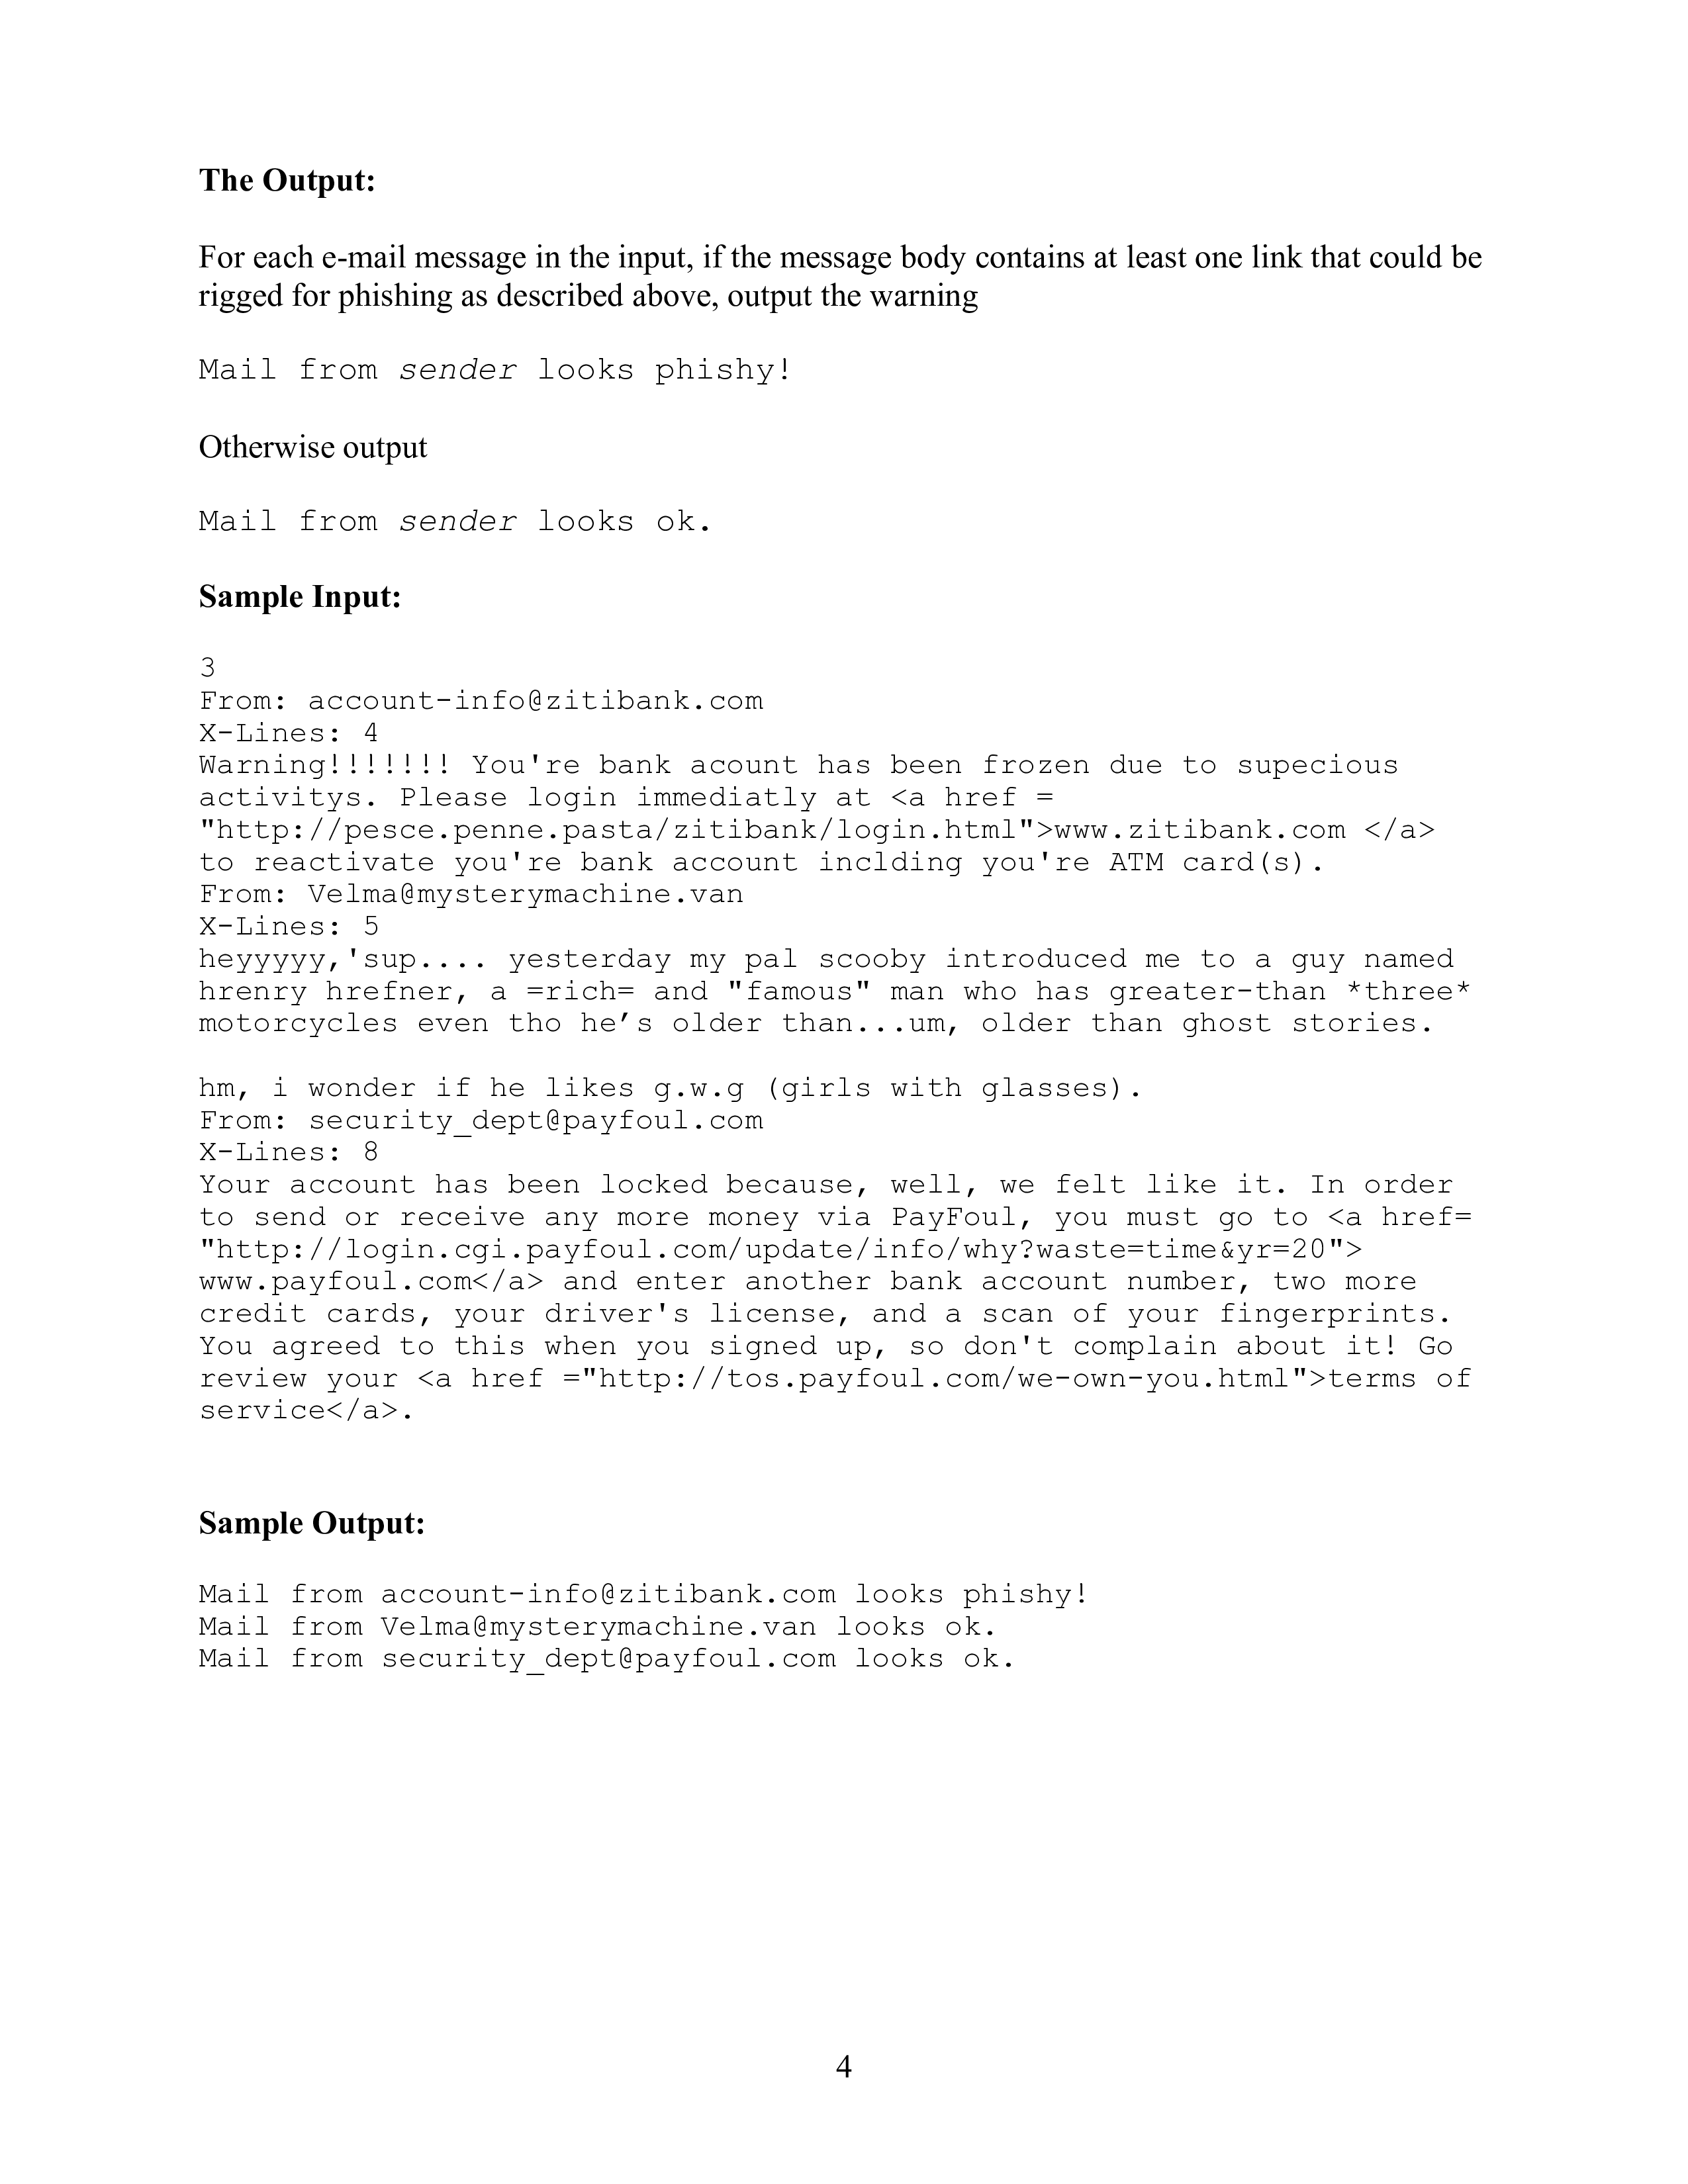 The Output:
For each e-mail message in the input, if the message body contains at least one link that could be
rigged for phishing as described above, output the warning
Mail from sender looks phishy!
Otherwise output
Mail from sender looks ok.
Sample Input:
3
From: account-info@zitibank.com
X-Lines: 4
Warning!!!!!!! You're bank acount has been frozen due to supecious
activitys. Please login immediatly at <a href =
"http://pesce.penne.pasta/zitibank/login.html">www.zitibank.com </a>
to reactivate you're bank account inclding you're ATM card(s).
From: Velma@mysterymachine.van
X-Lines: 5
heyyyyy,'sup.... yesterday my pal scooby introduced me to a guy named
hrenry hrefner, a =rich= and "famous" man who has greater-than *three*
motorcycles even tho he’s older than...um, older than ghost stories.
hm, i wonder if he likes g.w.g (girls with glasses).
From: security_dept@payfoul.com
X-Lines: 8
Your account has been locked because, well, we felt like it. In order
to send or receive any more money via PayFoul, you must go to <a href=
"http://login.cgi.payfoul.com/update/info/why?waste=time&yr=20">
www.payfoul.com</a> and enter another bank account number, two more
credit cards, your driver's license, and a scan of your fingerprints.
You agreed to this when you signed up, so don't complain about it! Go
review your <a href ="http://tos.payfoul.com/we-own-you.html">terms of
service</a>.
Sample Output:
Mail from account-info@zitibank.com looks phishy!
Mail from Velma@mysterymachine.van looks ok.
Mail from security_dept@payfoul.com looks ok.
4